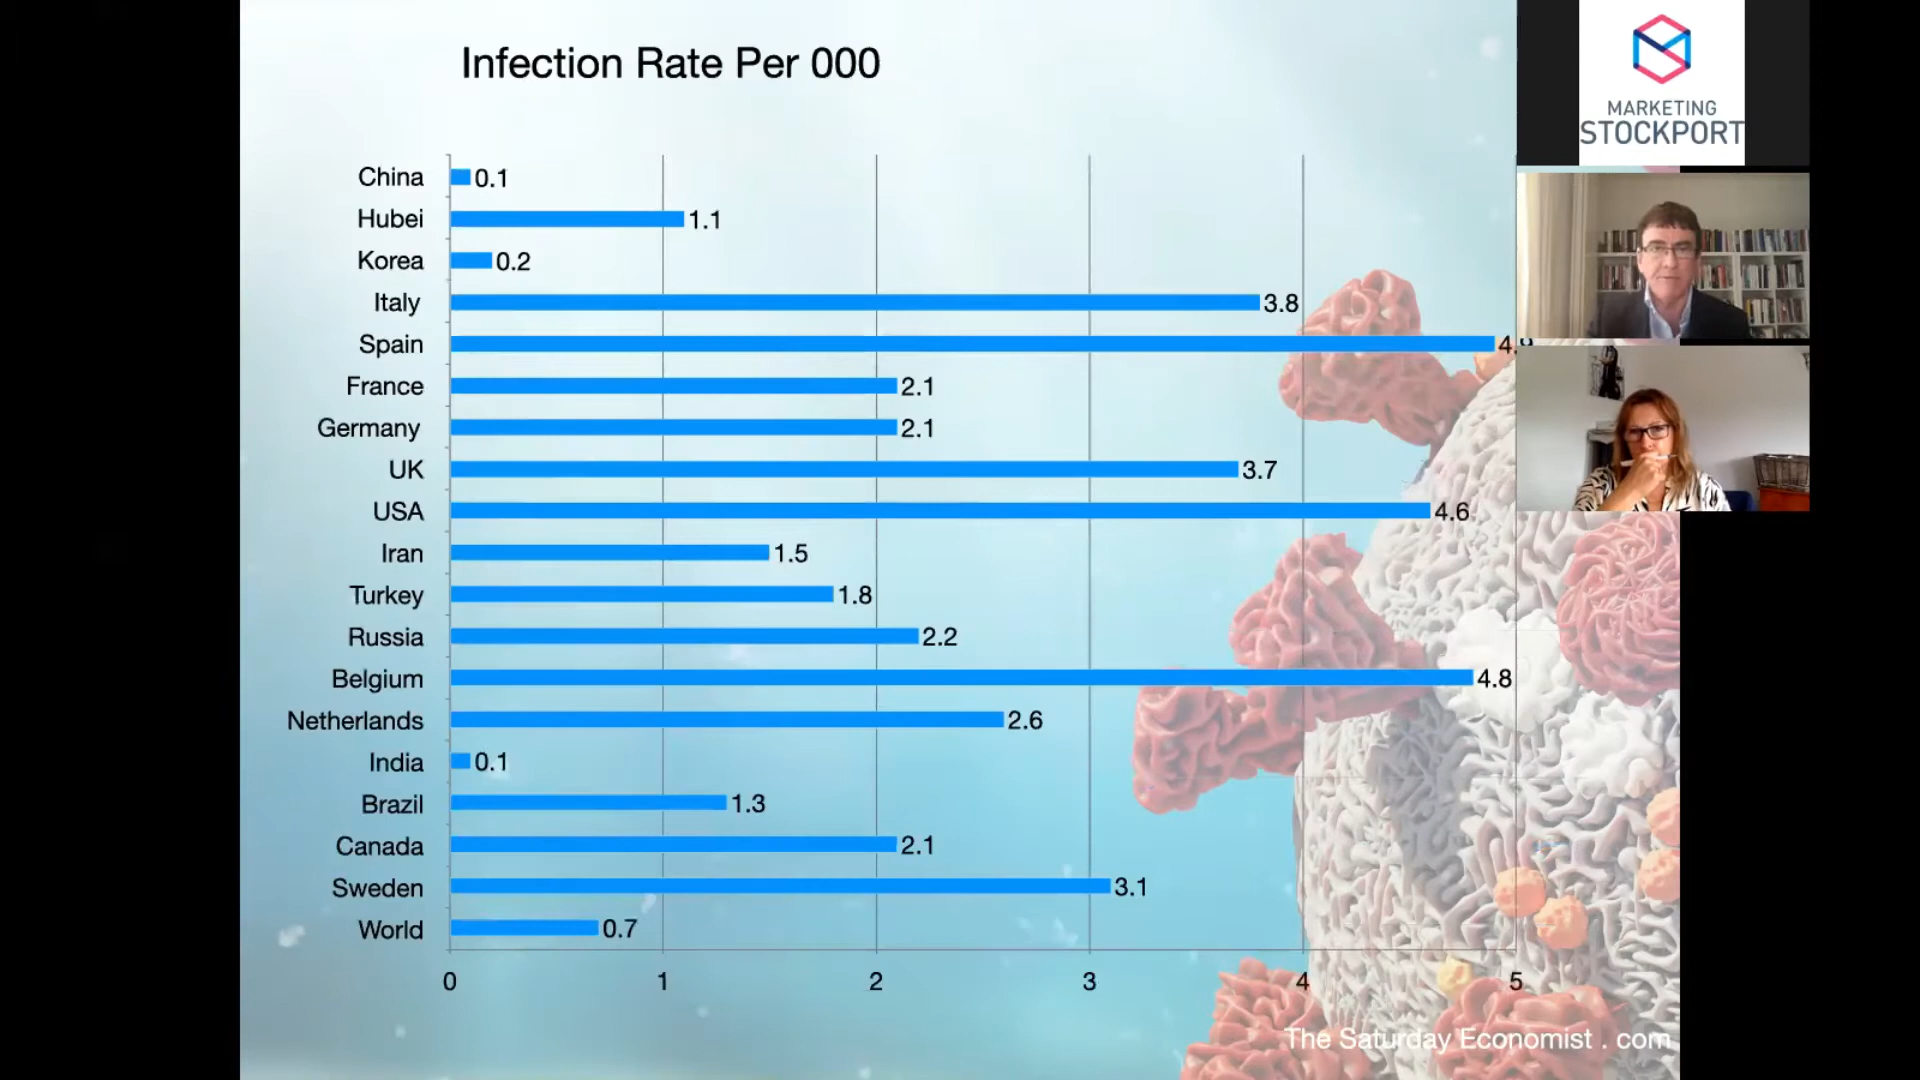 Infection Rate Per 000
MARKETING
STOCKPORT
China 0.1
Hubei 1.1
Korea 0.2
Italy 3.8
Spain 4.9
France 2.1
Germany 2.1
UK 3.7
USA 4.6
Iran 1.5
Turkey 1.8
Russia 2.2
Belgium 4.8
Netherlands 2.6
India 0.1
Brazil 1.3
Canada 2.1
Sweden 3.1
World 0.7
0 1 2 3 4 5
The Saturday Economist . com